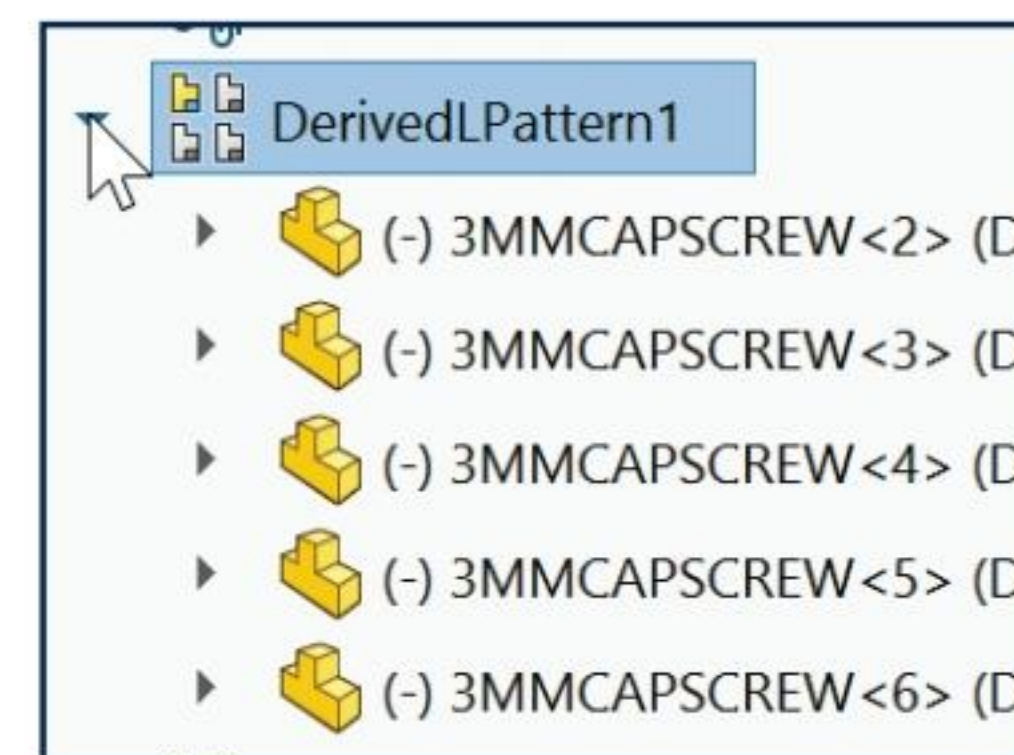 DerivedLPattern1
(-) 3MMCAPSCREW<2> (D
(-) 3MMCAPSCREW<3> (D
(-) 3MMCAPSCREW<4> (D
(-) 3MMCAPSCREW<5> (D
(-) 3MMCAPSCREW<6> (D